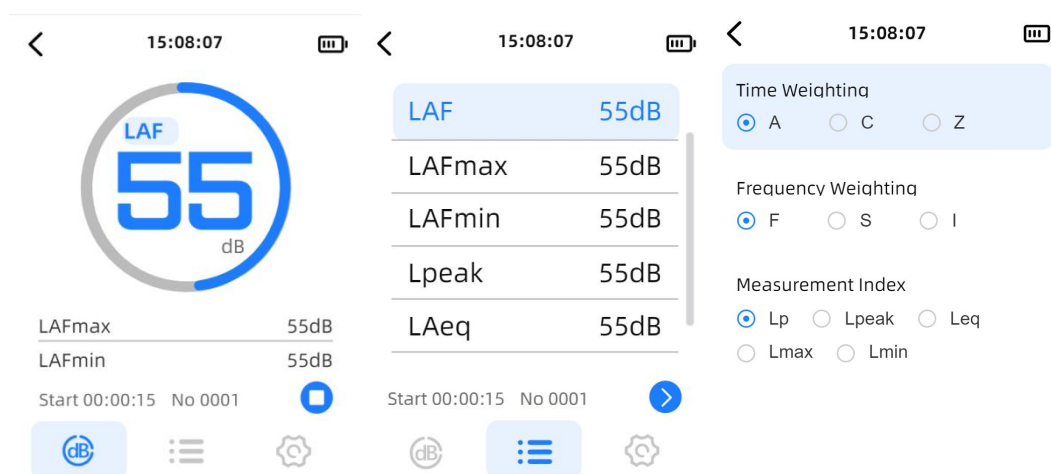 15:08:07
LAF
55
dB
LAFmax 55dB
LAFmin 55dB
Start 00:00:15 No 0001
dB
15:08:07
LAF 55dB
LAFmax 55dB
LAFmin 55dB
Lpeak 55dB
LAeq 55dB
Start 00:00:15 No 0001
dB
15:08:07
Time Weighting
A C Z
Frequency Weighting
F S I
Measurement Index
Lp Lpeak Leq
Lmax Lmin